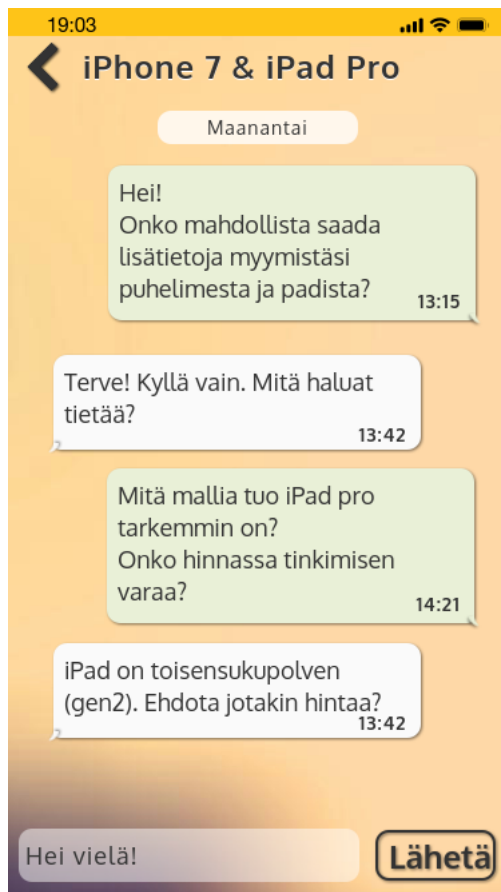 19:03
iPhone 7 & iPad Pro
Maanantai
Hei!
Onko mahdollista saada
lisätietoja myymistäsi
puhelimesta ja padista?
13:15
Terve! Kyllä vain. Mitä haluat
tietää?
13:42
Mitä mallia tuo iPad pro
tarkemmin on?
Onko hinnassa tinkimisen
varaa?
14:21
iPad on toisensukupolven
(gen2). Ehdota jotakin hintaa?
13:42
Hei vielä!
Lähetä